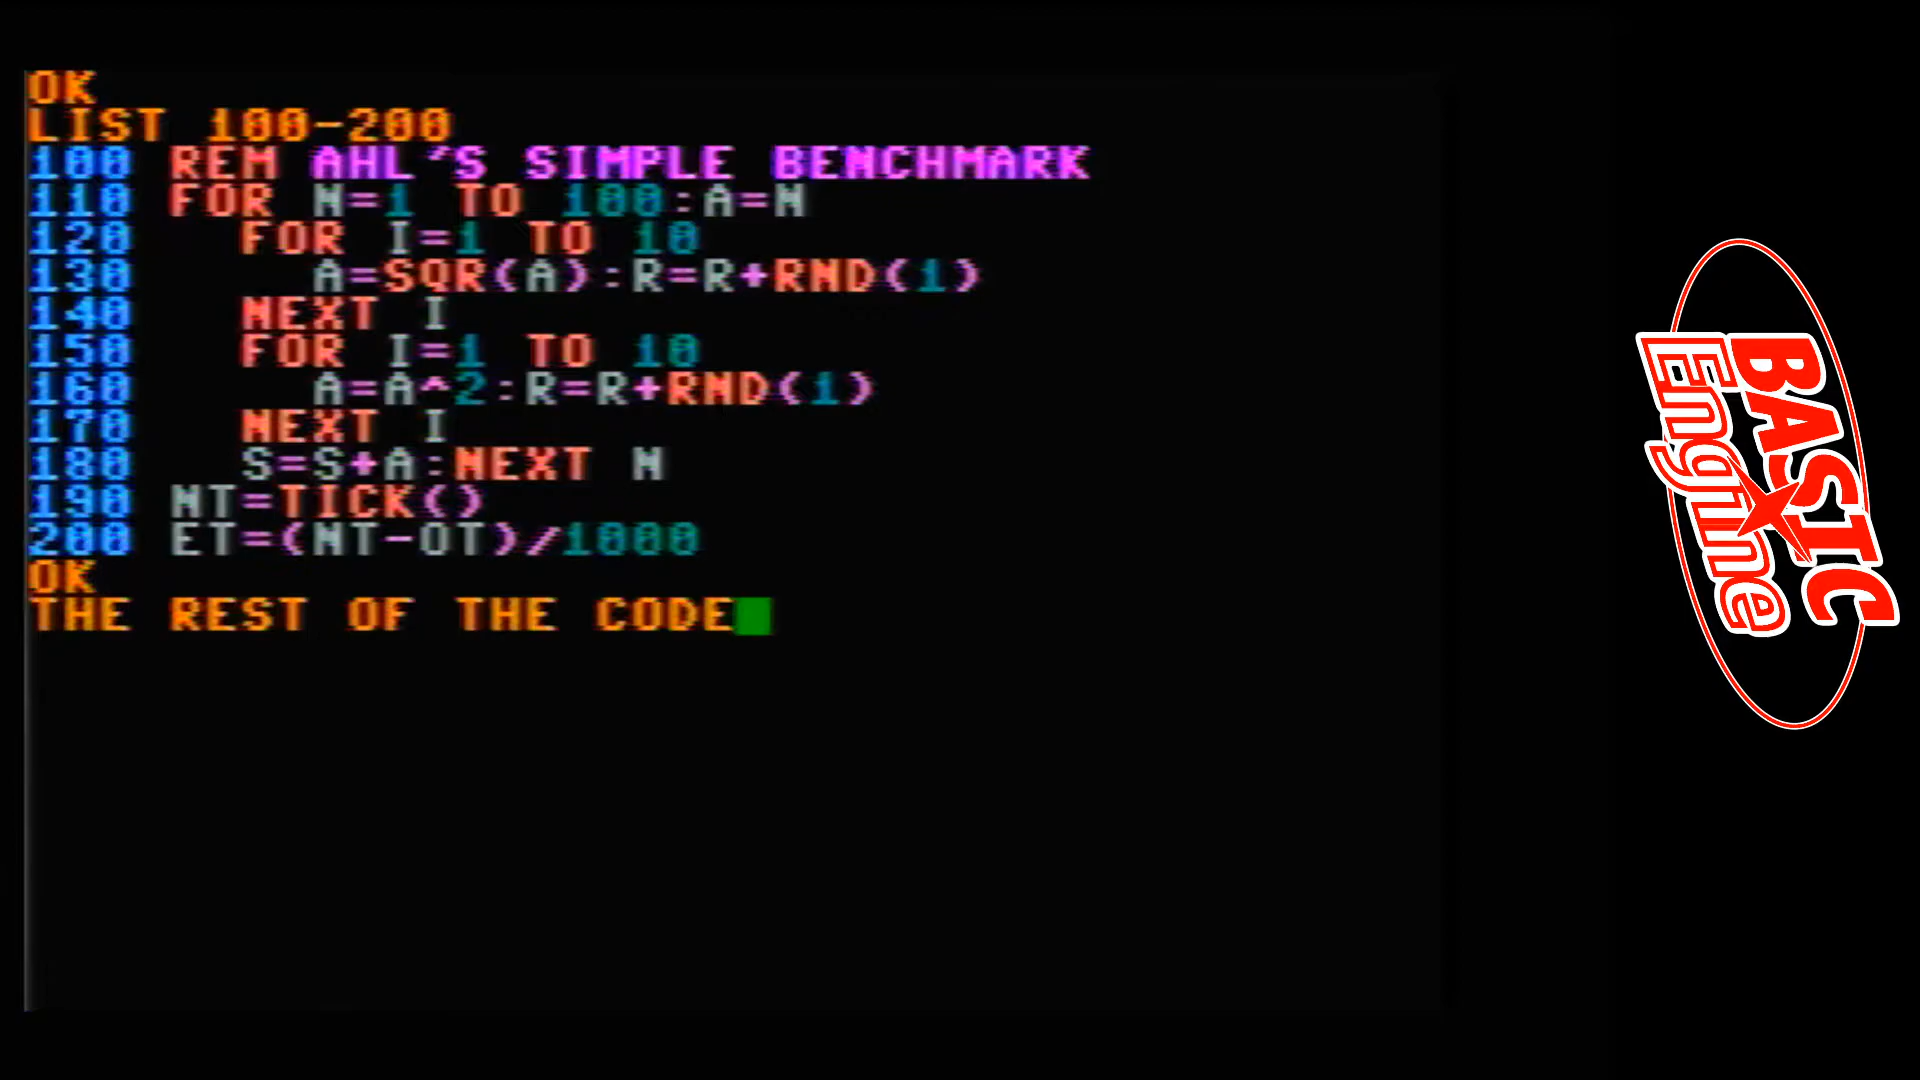 OK
LIST 100-200
100 REM AHL'S SIMPLE BENCHMARK
110 FOR N=1 TO 100:A=N
120   FOR I=1 TO 10
130     A=SQR(A):R=R+RND(1)
140   NEXT I
150   FOR I=1 TO 10
160     A=A^2:R=R+RND(1)
170   NEXT I
180   S=S+A:NEXT N
190 NT=TICK()
200 ET=(NT-OT)/1000
OK
THE REST OF THE CODE
BASIC
Engine